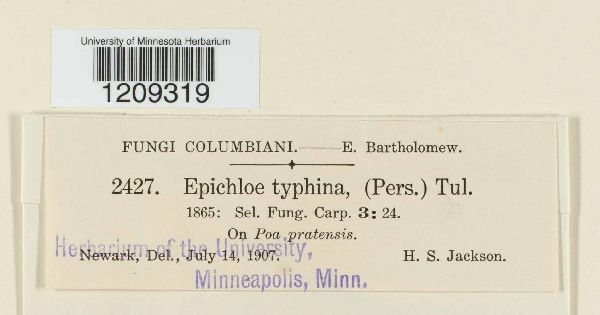 University of Minnesota Herbarium
1209319
FUNGI COLUMBIANI.——E. Bartholomew.
2427. Epichloe typhina, (Pers.) Tul.
1865: Sel. Fung. Carp. 3: 24.
On Poa pratensis.
Herbarium of the University,
Newark, Del., July 14, 1907. H. S. Jackson.
Minneapolis, Minn.